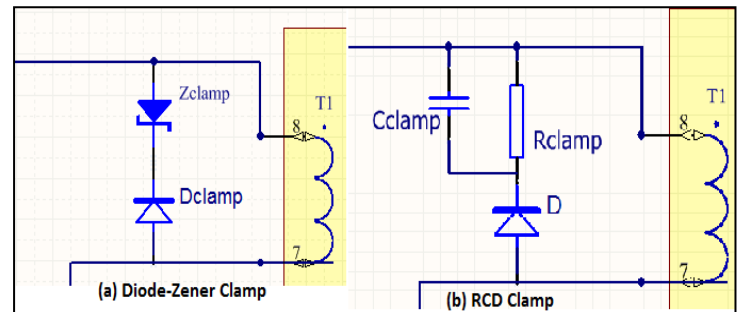 Zclamp
T1
8
Dclamp
7
(a) Diode-Zener Clamp
Cclamp
Rclamp
T1
8
D
7
(b) RCD Clamp